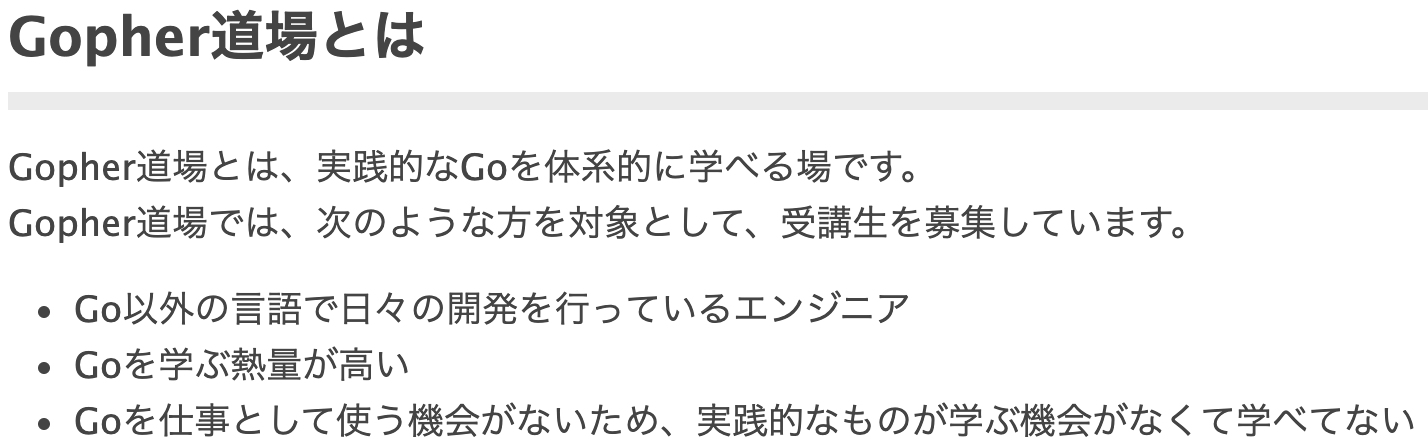 Gopher道場とは
Gopher道場とは、実践的なGoを体系的に学べる場です。
Gopher道場では、次のような方を対象として、受講生を募集しています。
• Go以外の言語で日々の開発を行っているエンジニア
• Goを学ぶ熱量が高い
• Goを仕事として使う機会がないため、実践的なものが学ぶ機会がなくて学べてない